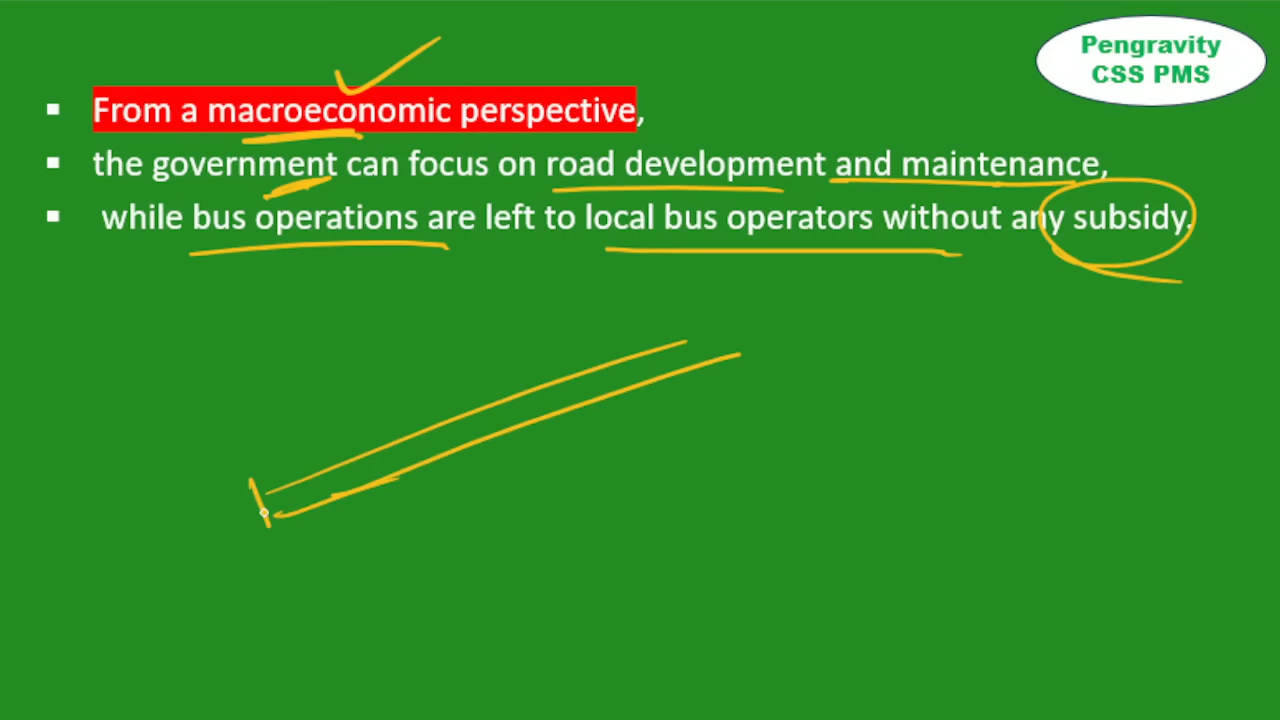 Pengravity
CSS PMS
▪ From a macroeconomic perspective,
▪ the government can focus on road development and maintenance,
▪ while bus operations are left to local bus operators without any subsidy.